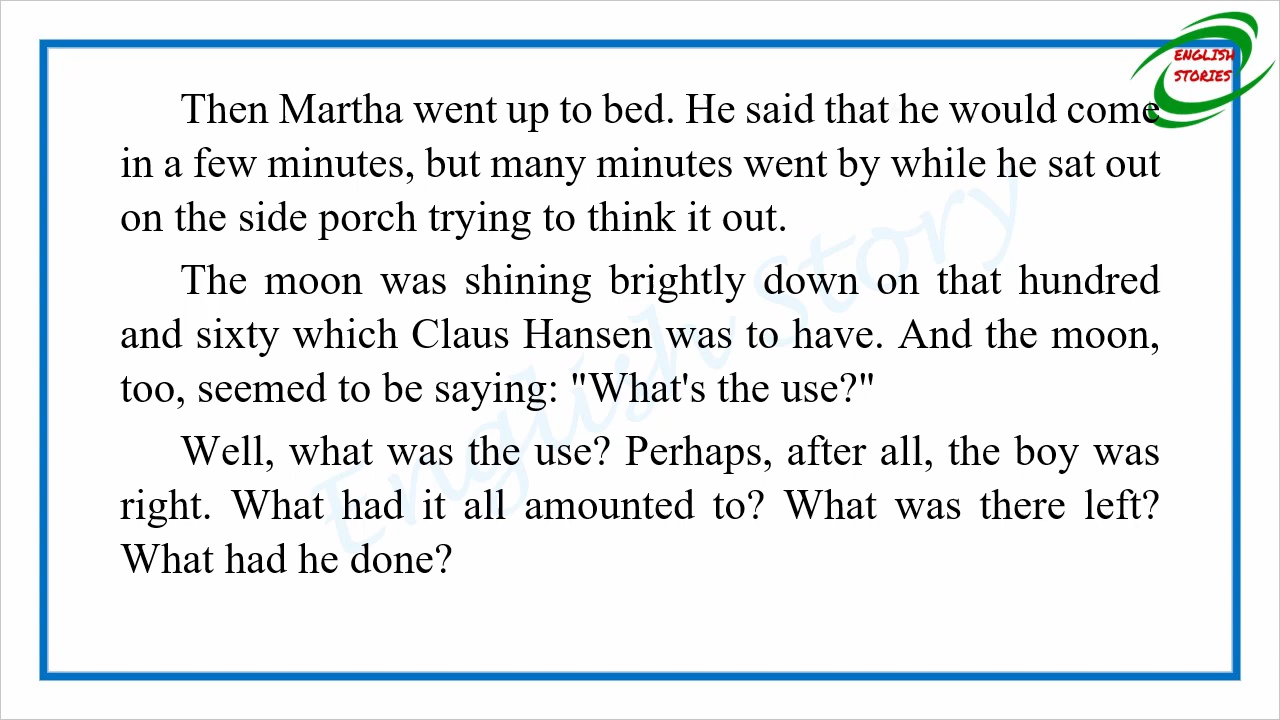 ENGLISH
STORIES
Then Martha went up to bed. He said that he would come
in a few minutes, but many minutes went by while he sat out
on the side porch trying to think it out.
The moon was shining brightly down on that hundred
and sixty which Claus Hansen was to have. And the moon,
too, seemed to be saying: "What's the use?"
Well, what was the use? Perhaps, after all, the boy was
right. What had it all amounted to? What was there left?
What had he done?
English Story